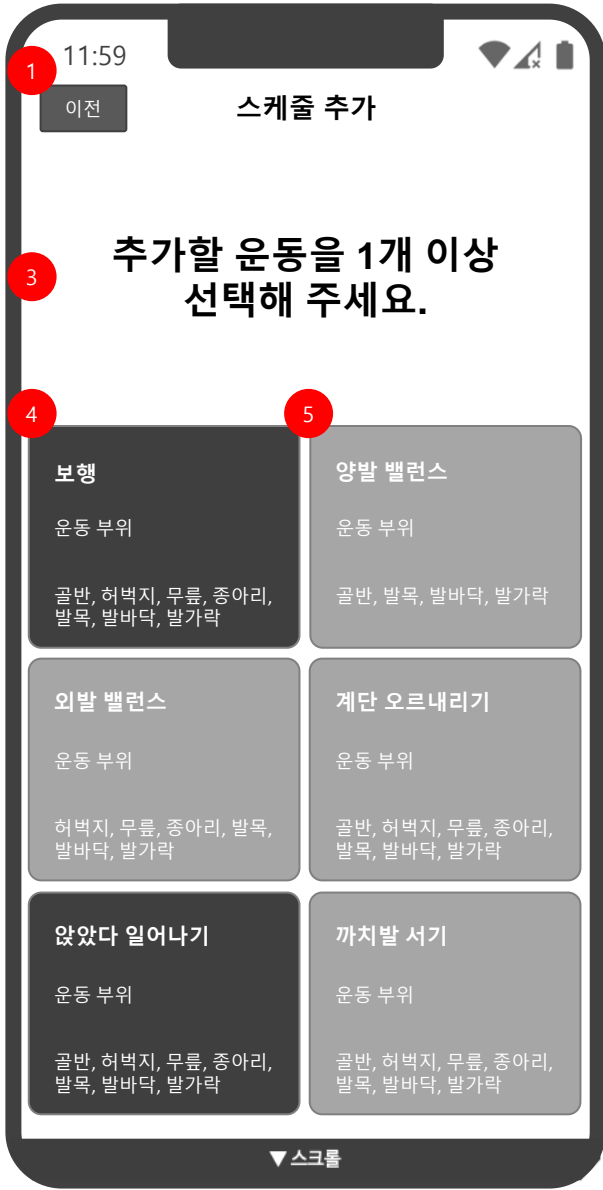 11:59
1
이전
스케줄 추가
3
추가할 운동을 1개 이상
선택해 주세요.
4
5
보행
운동 부위
골반, 허벅지, 무릎, 종아리,
발목, 발바닥, 발가락
양발 밸런스
운동 부위
골반, 발목, 발바닥, 발가락
외발 밸런스
운동 부위
허벅지, 무릎, 종아리, 발목,
발바닥, 발가락
계단 오르내리기
운동 부위
골반, 허벅지, 무릎, 종아리,
발목, 발바닥, 발가락
앉았다 일어나기
운동 부위
골반, 허벅지, 무릎, 종아리,
발목, 발바닥, 발가락
까치발 서기
운동 부위
골반, 허벅지, 무릎, 종아리,
발목, 발바닥, 발가락
▼스크롤